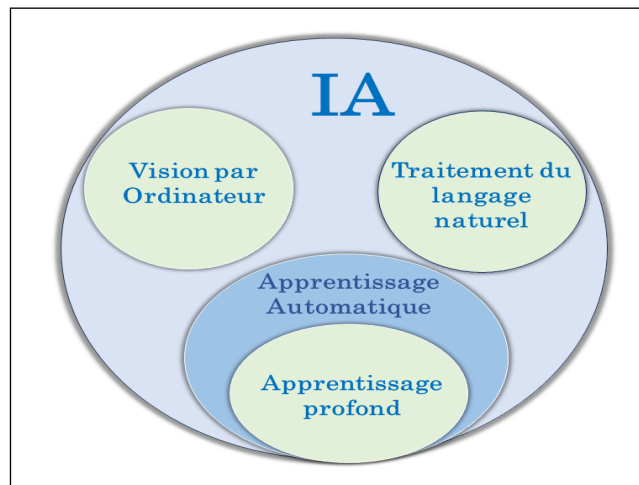 IA
Vision par
Ordinateur
Traitement du
langage
naturel
Apprentissage
Automatique
Apprentissage
profond